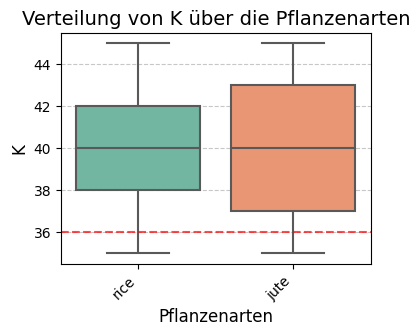 Verteilung von K über die Pflanzenarten
44
42
40
38
36
K
rice
jute
Pflanzenarten